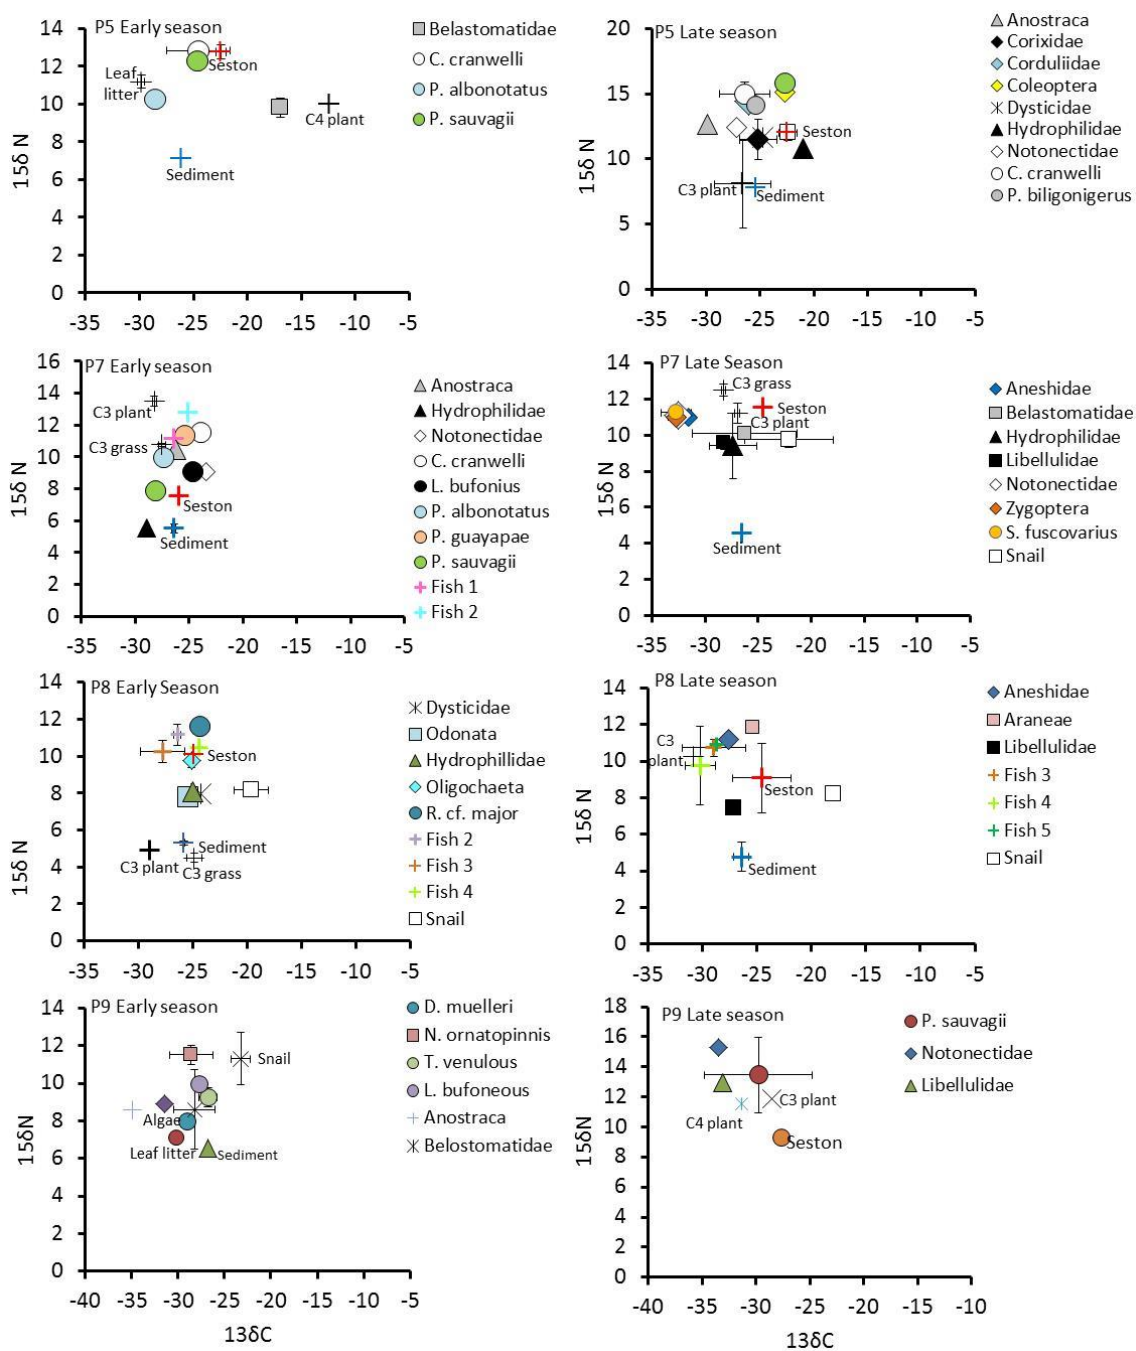 P5 Early season
15δ N
14
12
10
8
6
4
2
0
-35 -30 -25 -20 -15 -10 -5
Leaf
litter
Seston
C4 plant
Sediment
Belastomatidae
C. cranwelli
P. albonotatus
P. sauvagii
P5 Late season
15δ N
20
15
10
5
0
-35 -30 -25 -20 -15 -10 -5
Seston
C3 plant
Sediment
Anostraca
Corixidae
Corduliidae
Coleoptera
Dysticidae
Hydrophilidae
Notonectidae
C. cranwelli
P. biligonigerus
P7 Early season
15δ N
16
14
12
10
8
6
4
2
0
-35 -30 -25 -20 -15 -10 -5
C3 plant
C3 grass
Seston
Sediment
Anostraca
Hydrophilidae
Notonectidae
C. cranwelli
L. bufonius
P. albonotatus
P. guayapae
P. sauvagii
Fish 1
Fish 2
P7 Late Season
15δ N
14
12
10
8
6
4
2
0
-35 -30 -25 -20 -15 -10 -5
C3 grass
Seston
C3 plant
Sediment
Aneshidae
Belastomatidae
Hydrophilidae
Libellulidae
Notonectidae
Zygoptera
S. fuscovarius
Snail
P8 Early Season
15δ N
14
12
10
8
6
4
2
0
-35 -30 -25 -20 -15 -10 -5
Seston
Sediment
C3 plant
C3 grass
Dysticidae
Odonata
Hydrophillidae
Oligochaeta
R. cf. major
Fish 2
Fish 3
Fish 4
Snail
P8 Late season
15δ N
14
12
10
8
6
4
2
0
-35 -30 -25 -20 -15 -10 -5
C3
plant
Seston
Sediment
Aneshidae
Araneae
Libellulidae
Fish 3
Fish 4
Fish 5
Snail
P9 Early season
15δN
14
12
10
8
6
4
2
0
-40 -35 -30 -25 -20 -15 -10 -5
13δC
Snail
Algae
Leaf litter
Sediment
D. muelleri
N. ornatopinnis
T. venulous
L. bufoneous
Anostraca
Belostomatidae
P9 Late season
15δN
18
16
14
12
10
8
6
4
2
0
-40 -35 -30 -25 -20 -15 -10
13δC
C3 plant
C4 plant
Seston
P. sauvagii
Notonectidae
Libellulidae